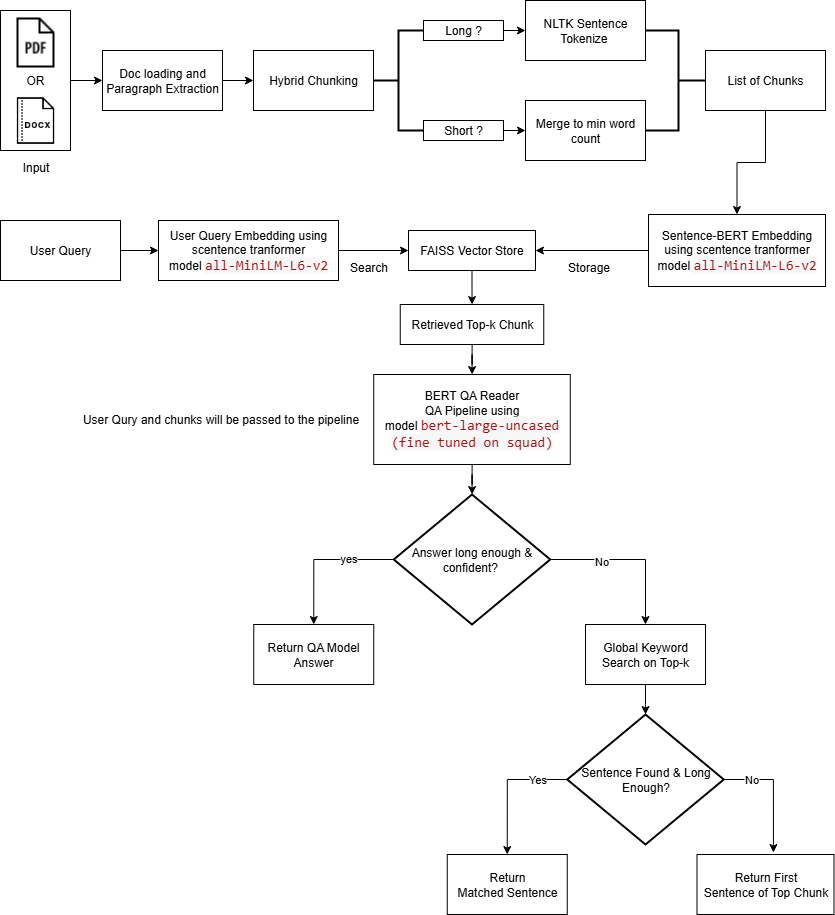 PDF
OR
DOCX
Input
Doc loading and
Paragraph Extraction
Hybrid Chunking
Long ?
Short ?
NLTK Sentence
Tokenize
Merge to min word
count
List of Chunks
User Query
User Query Embedding using
scentence tranformer
model all-MiniLM-L6-v2
Search
FAISS Vector Store
Storage
Sentence-BERT Embedding
using scentence tranformer
model all-MiniLM-L6-v2
Retrieved Top-k Chunk
User Qury and chunks will be passed to the pipeline
BERT QA Reader
QA Pipeline using
model bert-large-uncased
(fine tuned on squad)
Answer long enough &
confident?
yes
No
Return QA Model
Answer
Global Keyword
Search on Top-k
Sentence Found & Long
Enough?
Yes
No
Return
Matched Sentence
Return First
Sentence of Top Chunk